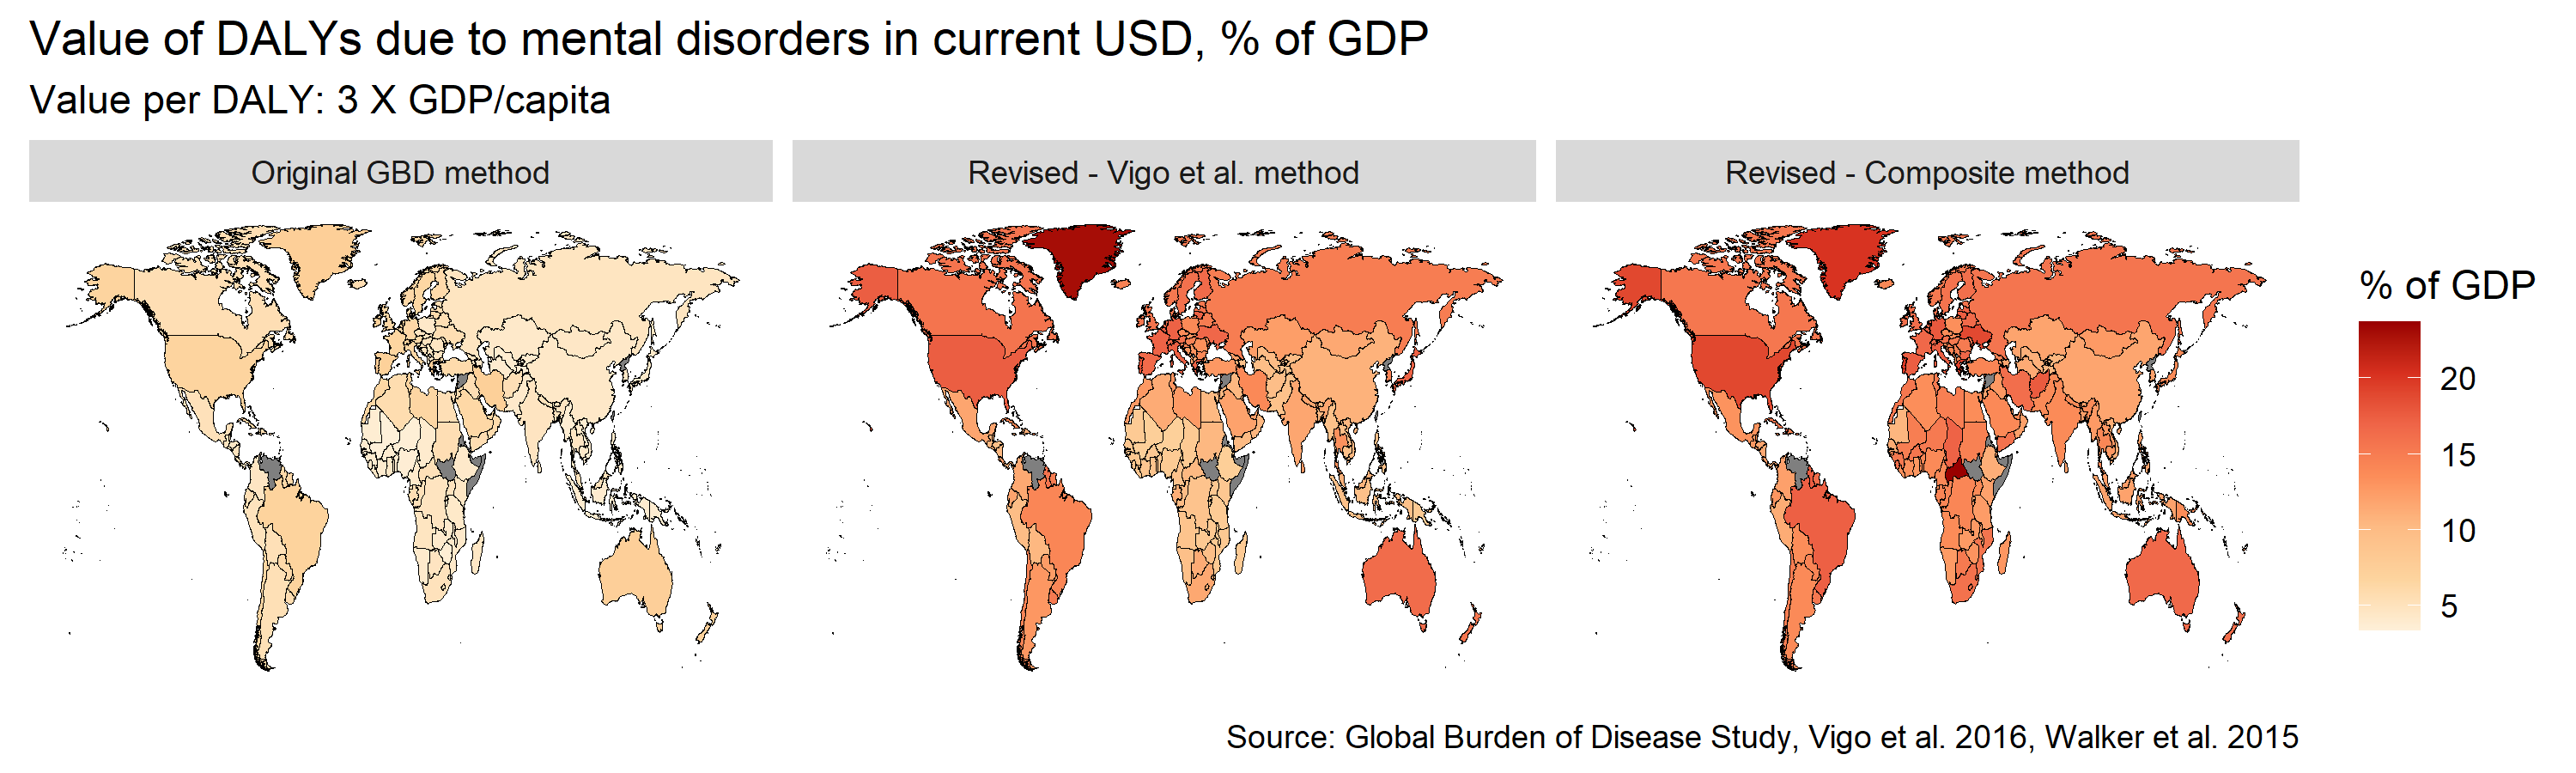 Value of DALYs due to mental disorders in current USD, % of GDP
Value per DALY: 3 X GDP/capita
Original GBD method
Revised - Vigo et al. method
Revised - Composite method
% of GDP
20
15
10
5
Source: Global Burden of Disease Study, Vigo et al. 2016, Walker et al. 2015